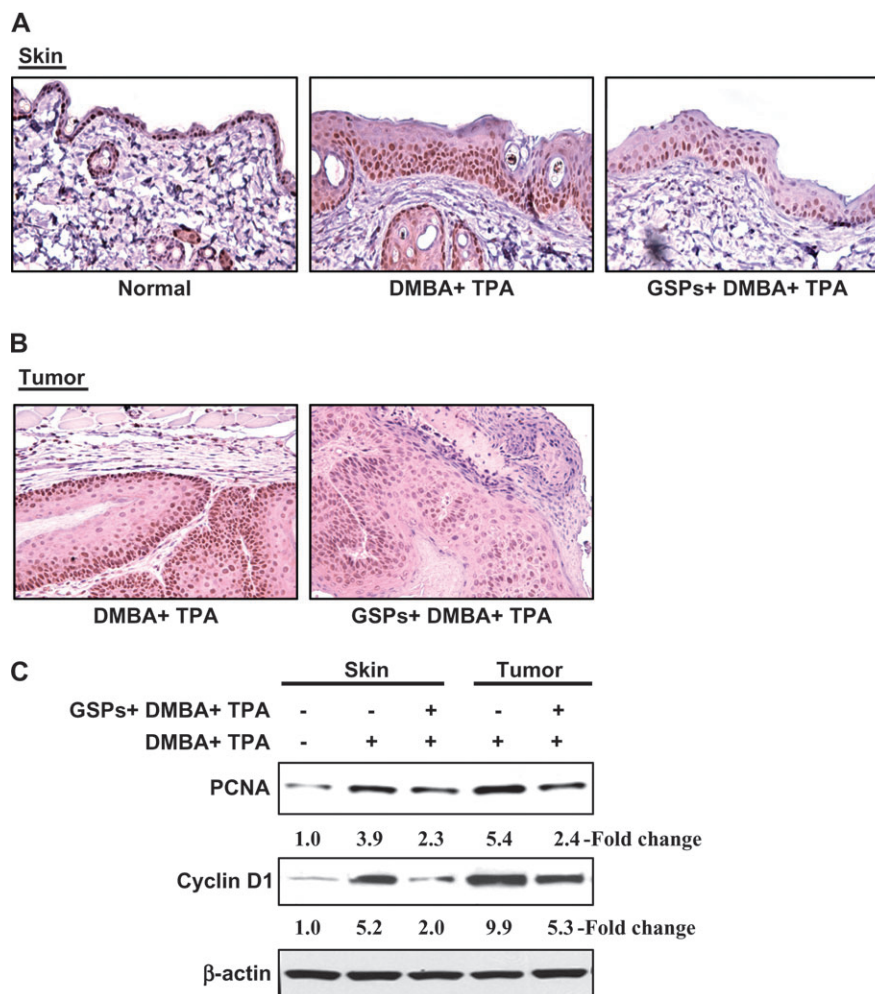 A
Skin
Normal
DMBA+ TPA
GSPs+ DMBA+ TPA
B
Tumor
DMBA+ TPA
GSPs+ DMBA+ TPA
C
Skin Tumor
GSPs+ DMBA+ TPA - - + - +
DMBA+ TPA - + + + +
PCNA
1.0 3.9 2.3 5.4 2.4 -Fold change
Cyclin D1
1.0 5.2 2.0 9.9 5.3 -Fold change
β-actin